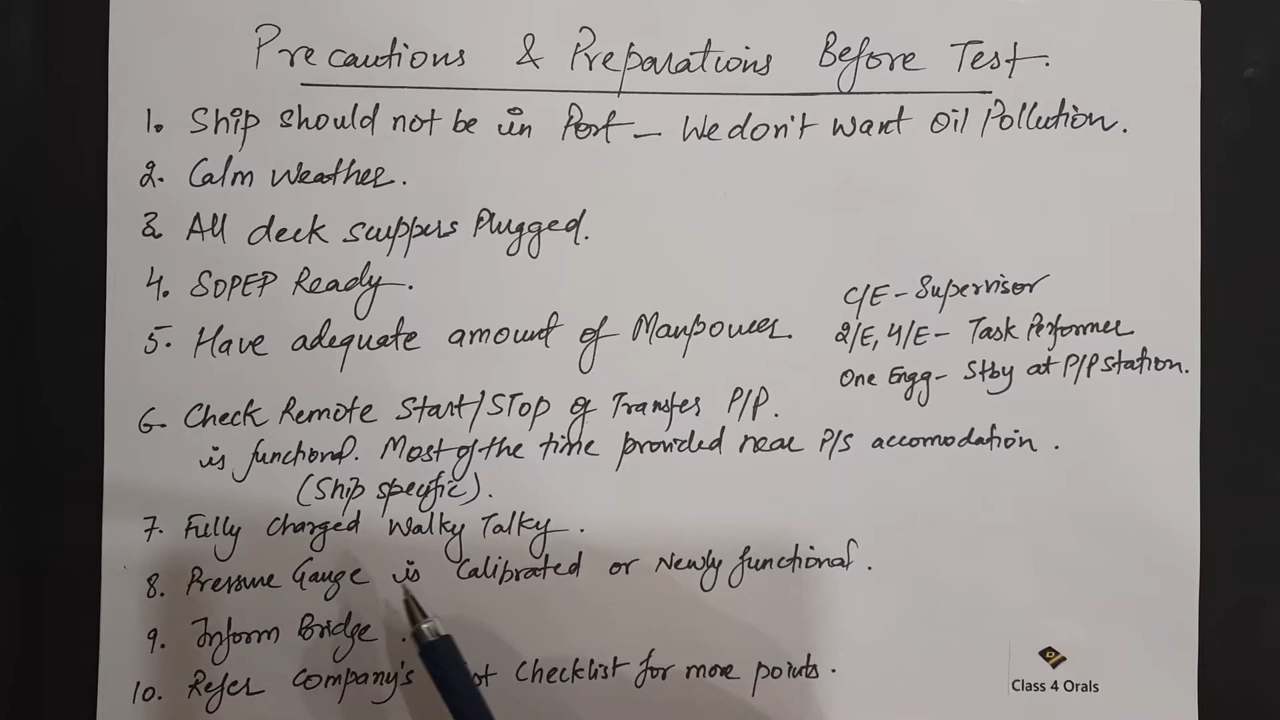 Precautions & Preparations Before Test.
1. Ship should not be in Port – We don't want Oil Pollution.
2. Calm Weather.
3 All deck scuppers Plugged.
4. SOPEP Ready.
5. Have adequate amount of Manpower.
C/E - Supervisor
2/E, 4/E - Task Performer
One Engg - Stby at P/P Station.
6. Check Remote Start/Stop of Transfer P/P.
is functional. Most of the time provided near P/S accomodation.
(Ship specific).
7. Fully Charged Walky Talky.
8. Pressure Gauge is Calibrated or Newly functional.
9. Inform Bridge.
10. Refer Company's Checklist for more points.
Class 4 Orals